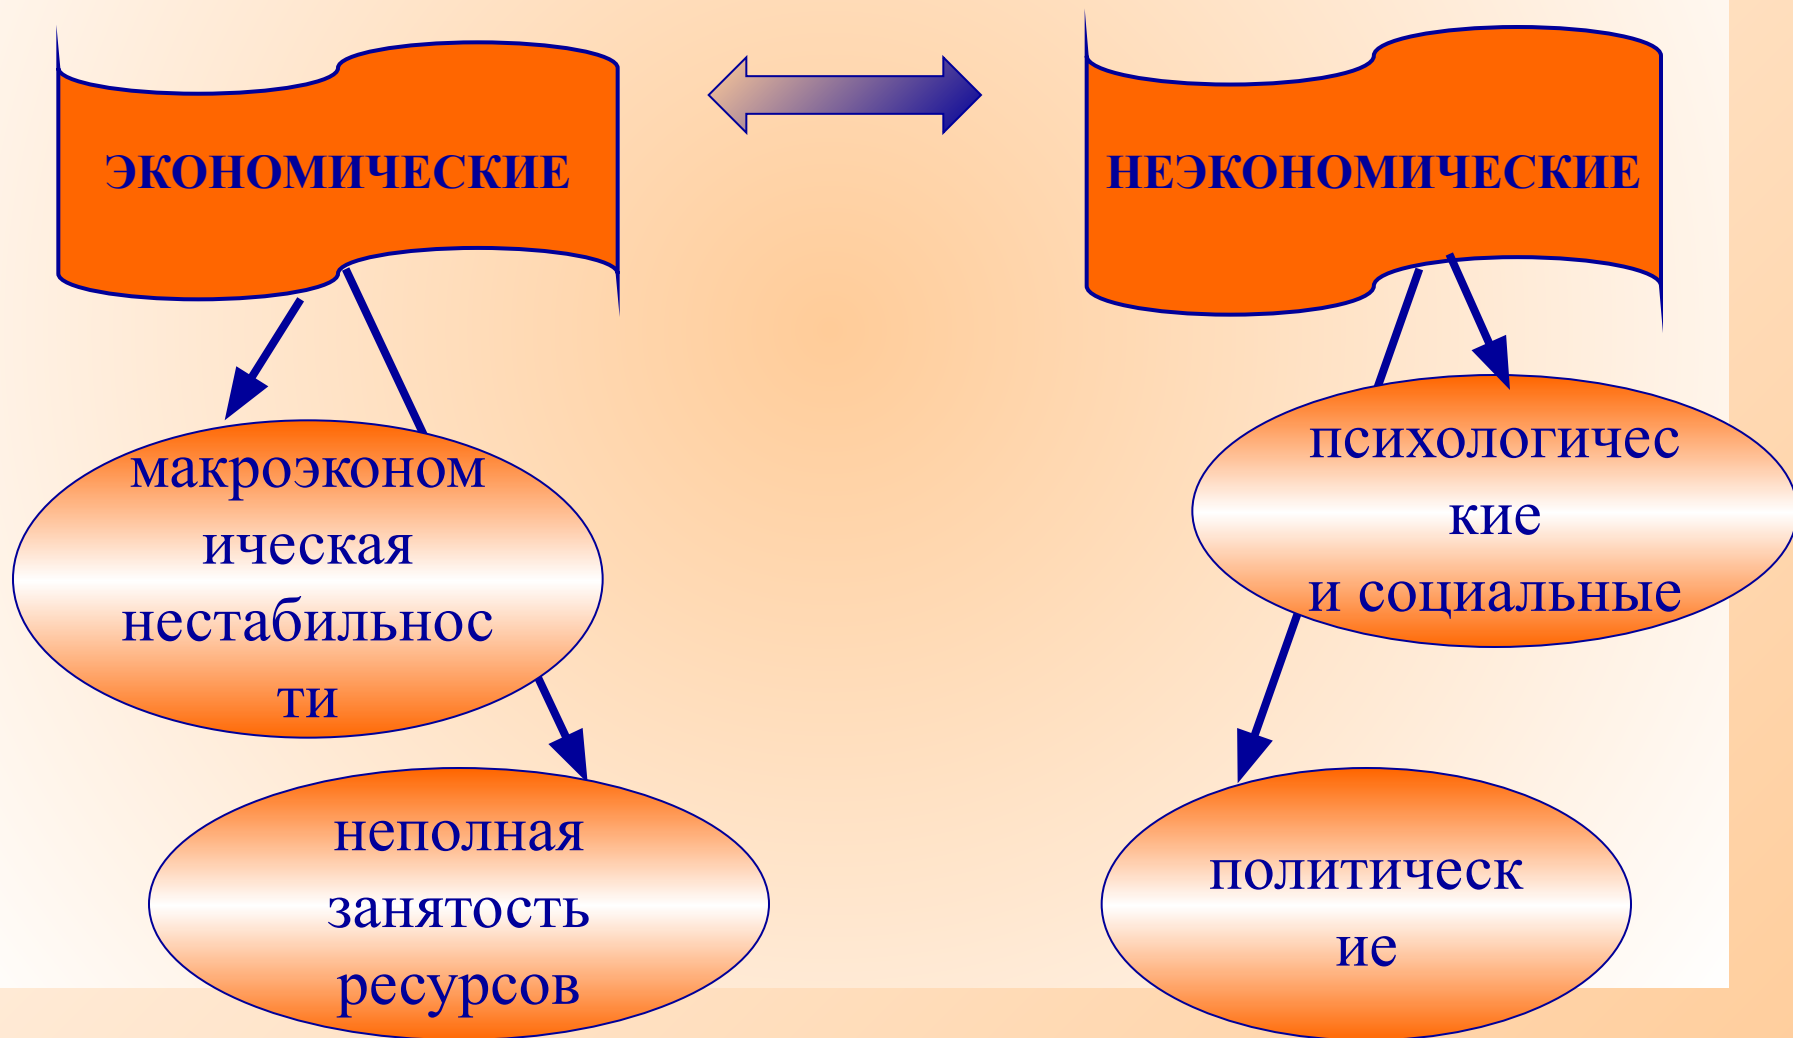 ЭКОНОМИЧЕСКИЕ
НЕЭКОНОМИЧЕСКИЕ
макроэконом
ическая
нестабильнос
ти
психологичес
кие
и социальные
неполная
занятость
ресурсов
политическ
ие